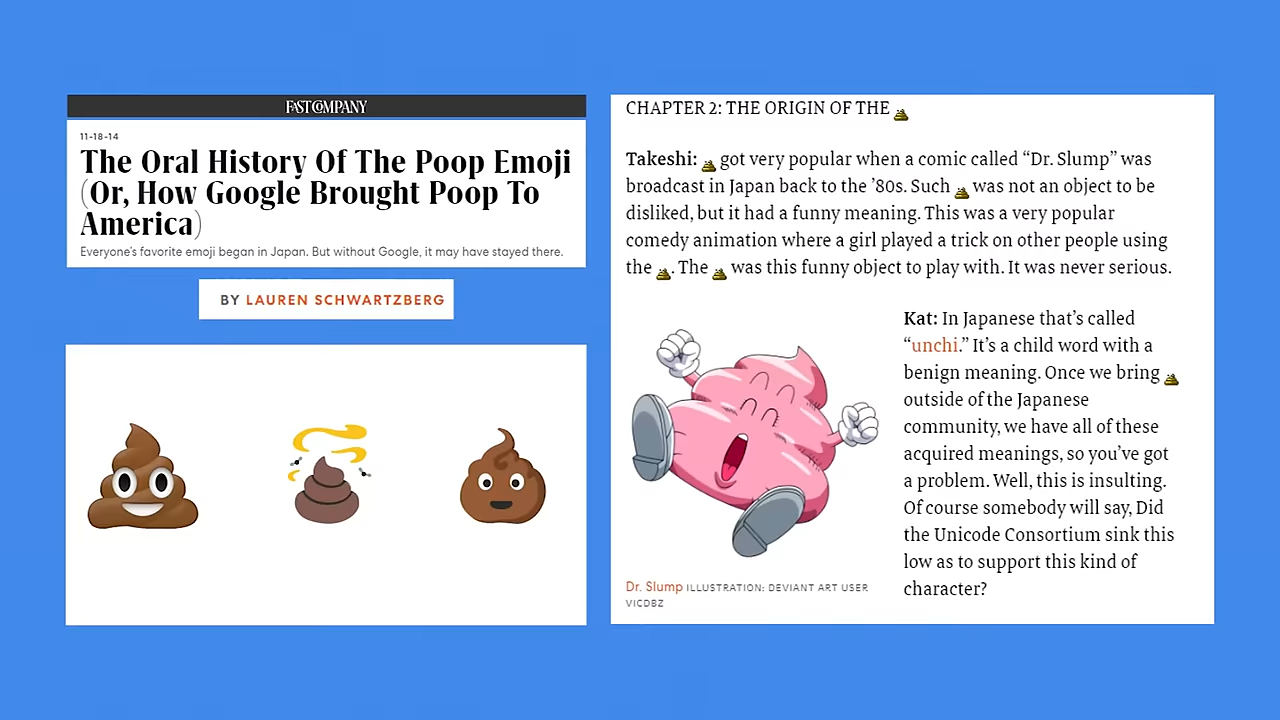 FAST COMPANY
11-18-14
The Oral History Of The Poop Emoji
(Or, How Google Brought Poop To
America)
Everyone's favorite emoji began in Japan. But without Google, it may have stayed there.
BY LAUREN SCHWARTZBERG
CHAPTER 2: THE ORIGIN OF THE 💩
Takeshi: 💩 got very popular when a comic called “Dr. Slump” was
broadcast in Japan back to the ’80s. Such 💩 was not an object to be
disliked, but it had a funny meaning. This was a very popular
comedy animation where a girl played a trick on other people using
the 💩. The 💩 was this funny object to play with. It was never serious.
Kat: In Japanese that’s called
“unchi.” It’s a child word with a
benign meaning. Once we bring 💩
outside of the Japanese
community, we have all of these
acquired meanings, so you’ve got
a problem. Well, this is insulting.
Of course somebody will say, Did
the Unicode Consortium sink this
low as to support this kind of
character?
Dr. Slump ILLUSTRATION: DEVIANT ART USER
VICDBZ